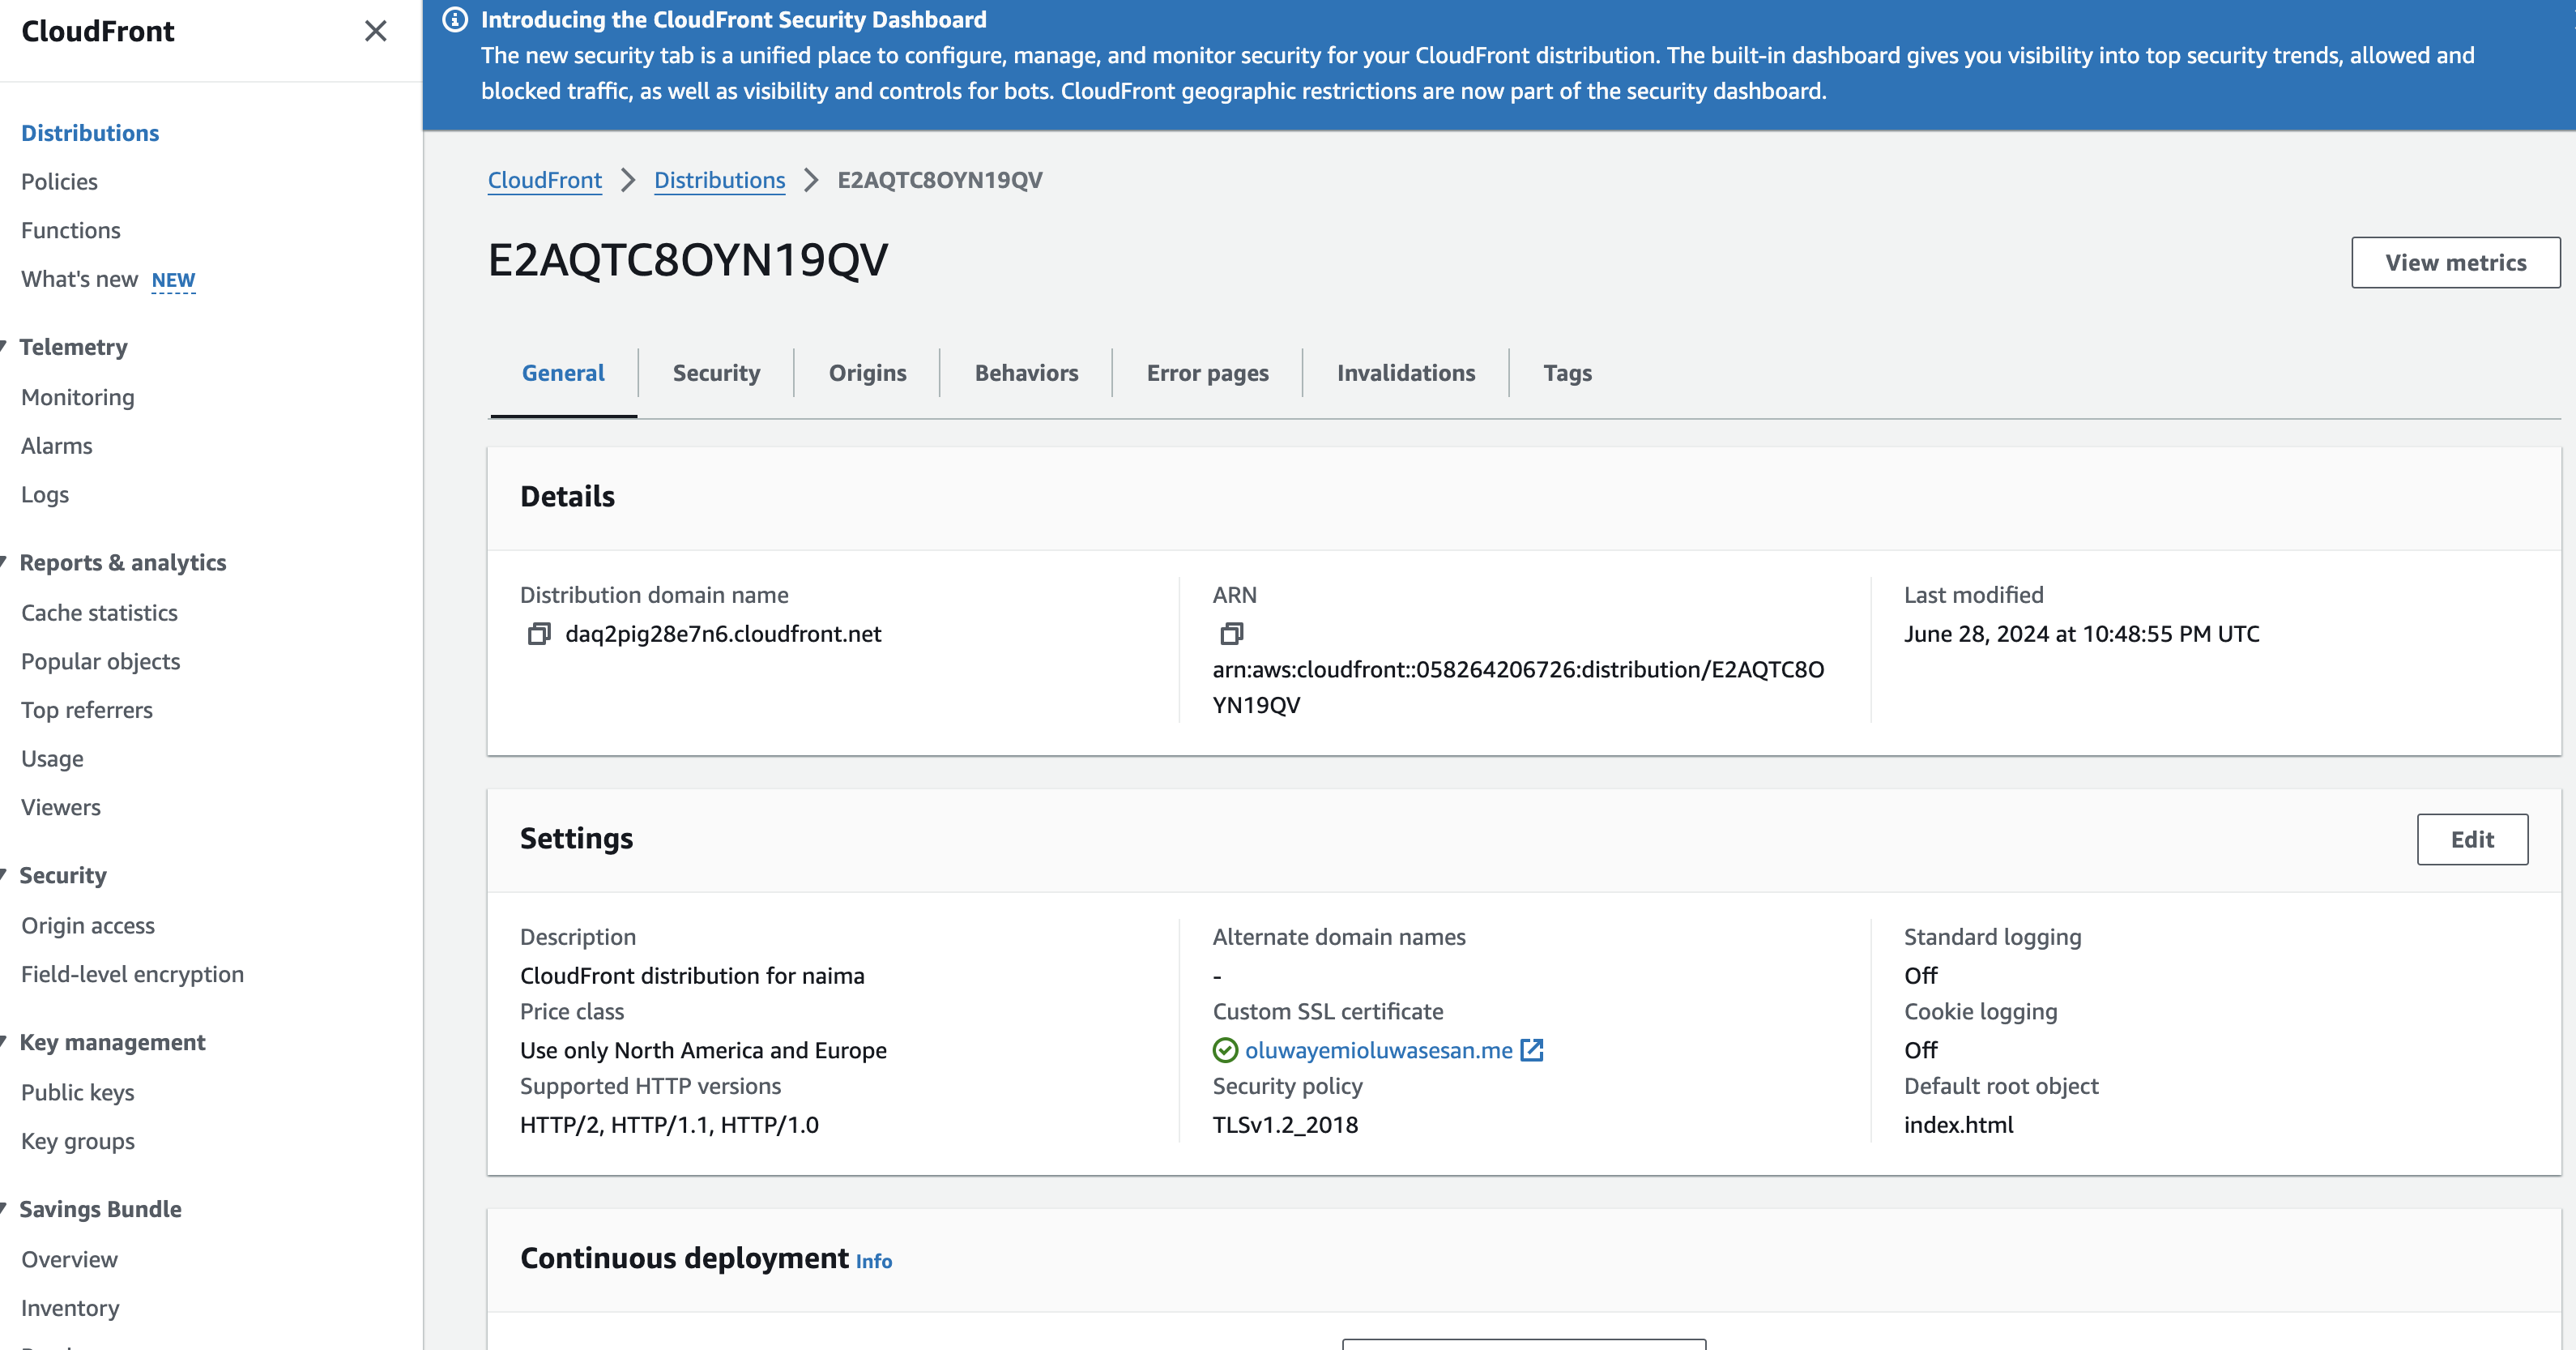 CloudFront
Distributions
Policies
Functions
What's new NEW
Telemetry
Monitoring
Alarms
Logs
Reports & analytics
Cache statistics
Popular objects
Top referrers
Usage
Viewers
Security
Origin access
Field-level encryption
Key management
Public keys
Key groups
Savings Bundle
Overview
Inventory
Introducing the CloudFront Security Dashboard
The new security tab is a unified place to configure, manage, and monitor security for your CloudFront distribution. The built-in dashboard gives you visibility into top security trends, allowed and
blocked traffic, as well as visibility and controls for bots. CloudFront geographic restrictions are now part of the security dashboard.
CloudFront > Distributions > E2AQTC8OYN19QV
E2AQTC8OYN19QV
View metrics
General Security Origins Behaviors Error pages Invalidations Tags
Details
Distribution domain name
daq2pig28e7n6.cloudfront.net
ARN
arn:aws:cloudfront::058264206726:distribution/E2AQTC8O
YN19QV
Last modified
June 28, 2024 at 10:48:55 PM UTC
Settings
Edit
Description
CloudFront distribution for naima
Price class
Use only North America and Europe
Supported HTTP versions
HTTP/2, HTTP/1.1, HTTP/1.0
Alternate domain names
-
Custom SSL certificate
oluwayemioluwasesan.me
Security policy
TLSv1.2_2018
Standard logging
Off
Cookie logging
Off
Default root object
index.html
Continuous deployment Info